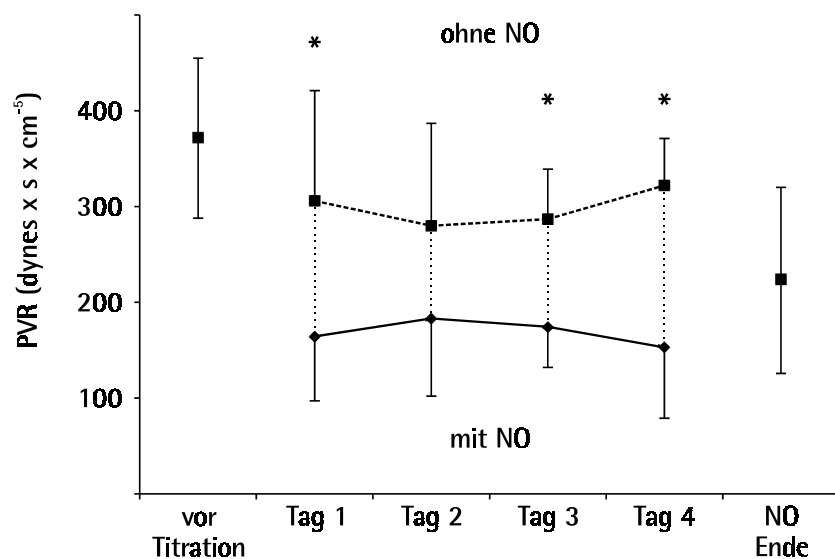 ohne NO
*
*
*
PVR (dynes x s x cm⁻⁵)
400
300
200
100
mit NO
vor Titration
Tag 1
Tag 2
Tag 3
Tag 4
NO Ende